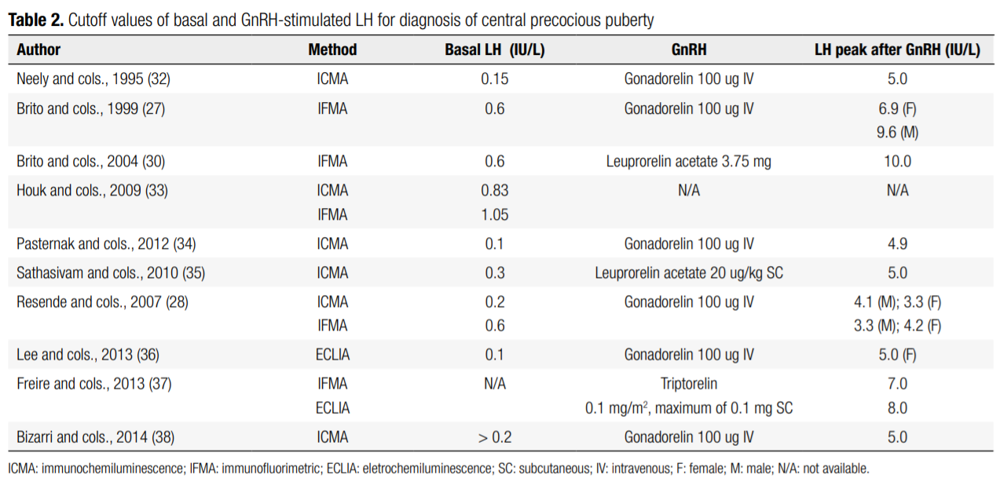 Table 2. Cutoff values of basal and GnRH-stimulated LH for diagnosis of central precocious puberty
Author Method Basal LH (IU/L) GnRH LH peak after GnRH (IU/L)
Neely and cols., 1995 (32) ICMA 0.15 Gonadorelin 100 ug IV 5.0
Brito and cols., 1999 (27) IFMA 0.6 Gonadorelin 100 ug IV 6.9 (F)
9.6 (M)
Brito and cols., 2004 (30) IFMA 0.6 Leuprorelin acetate 3.75 mg 10.0
Houk and cols., 2009 (33) ICMA 0.83 N/A N/A
IFMA 1.05
Pasternak and cols., 2012 (34) ICMA 0.1 Gonadorelin 100 ug IV 4.9
Sathasivam and cols., 2010 (35) ICMA 0.3 Leuprorelin acetate 20 ug/kg SC 5.0
Resende and cols., 2007 (28) ICMA 0.2 Gonadorelin 100 ug IV 4.1 (M); 3.3 (F)
IFMA 0.6 3.3 (M); 4.2 (F)
Lee and cols., 2013 (36) ECLIA 0.1 Gonadorelin 100 ug IV 5.0 (F)
Freire and cols., 2013 (37) IFMA N/A Triptorelin 7.0
ECLIA 0.1 mg/m², maximum of 0.1 mg SC 8.0
Bizarri and cols., 2014 (38) ICMA > 0.2 Gonadorelin 100 ug IV 5.0
ICMA: immunochemiluminescence; IFMA: immunofluorimetric; ECLIA: eletrochemiluminescence; SC: subcutaneous; IV: intravenous; F: female; M: male; N/A: not available.